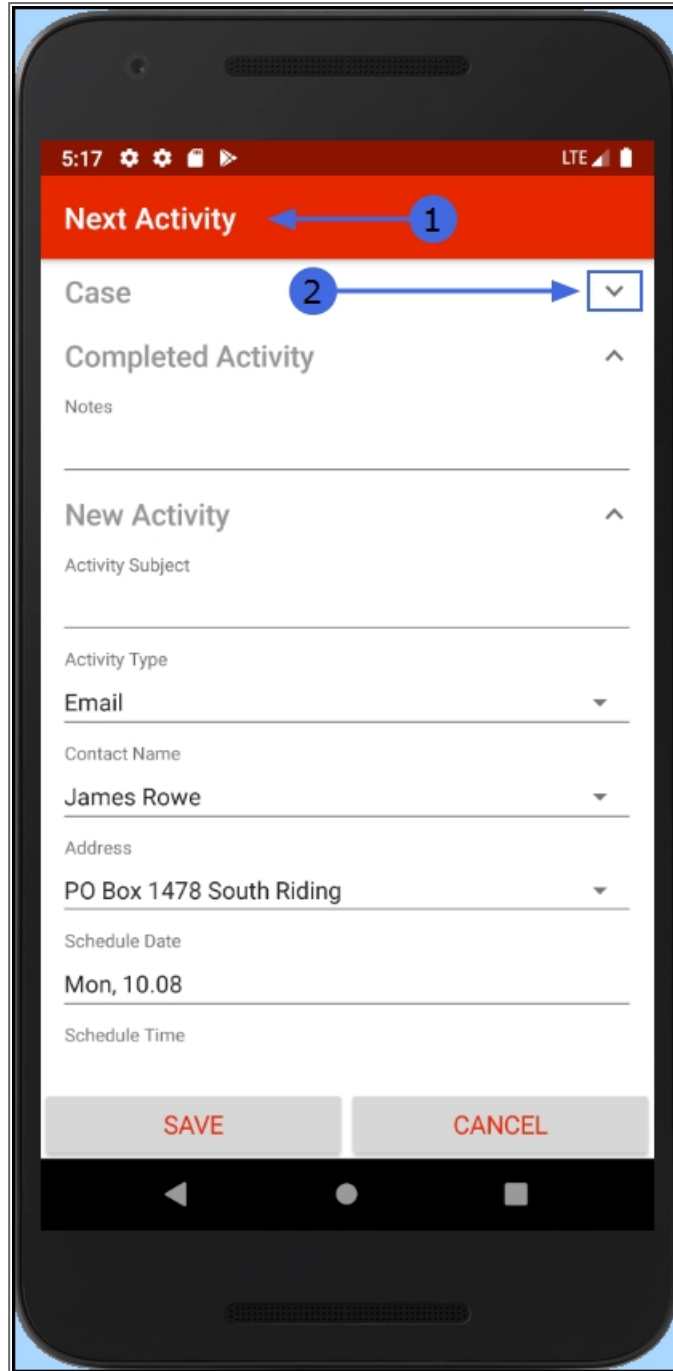 5:17 LTE
Next Activity 1
Case 2
Completed Activity
Notes
New Activity
Activity Subject
Activity Type
Email
Contact Name
James Rowe
Address
PO Box 1478 South Riding
Schedule Date
Mon, 10.08
Schedule Time
SAVE CANCEL